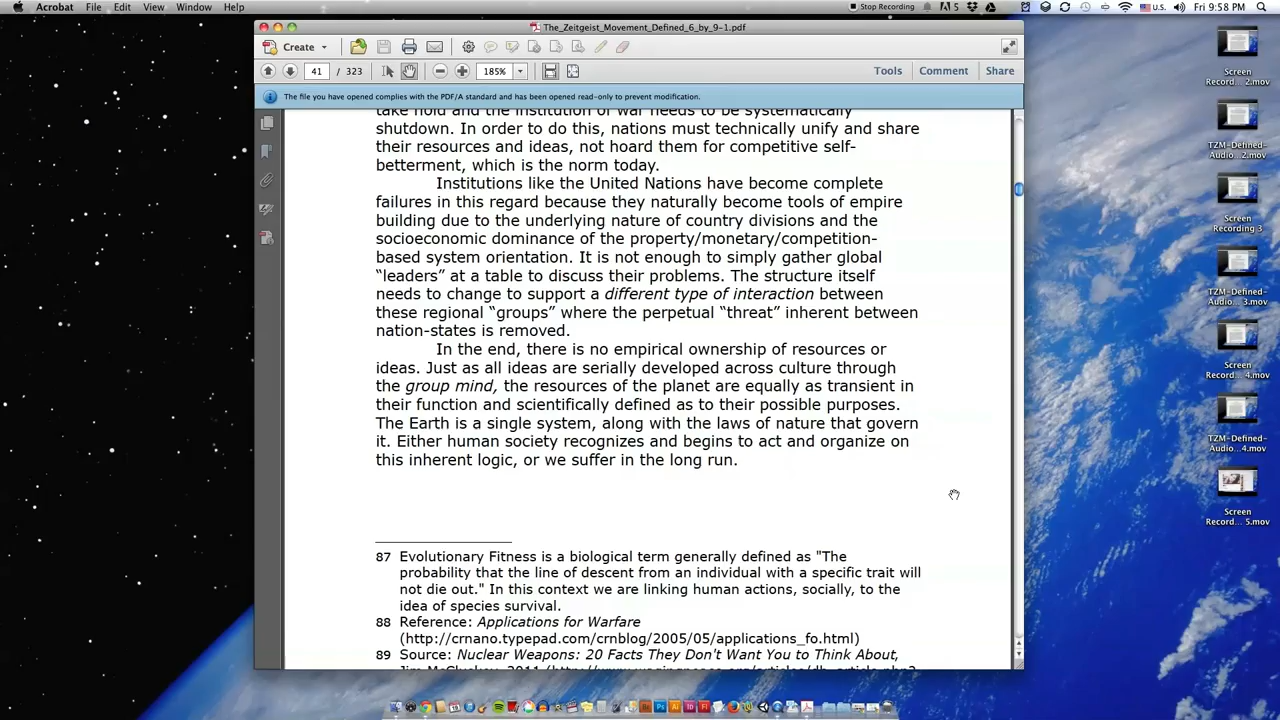 Acrobat File Edit View Window Help
Stop Recording
5
U.S.
Fri 9:58 PM
The_Zeitgeist_Movement_Defined_6_by_9-1.pdf
Create
41 / 323
185%
Tools Comment Share
The file you have opened complies with the PDF/A standard and has been opened read-only to prevent modification.
take hold and the institution of war needs to be systematically
shutdown. In order to do this, nations must technically unify and share
their resources and ideas, not hoard them for competitive self-
betterment, which is the norm today.
Institutions like the United Nations have become complete
failures in this regard because they naturally become tools of empire
building due to the underlying nature of country divisions and the
socioeconomic dominance of the property/monetary/competition-
based system orientation. It is not enough to simply gather global
“leaders” at a table to discuss their problems. The structure itself
needs to change to support a different type of interaction between
these regional “groups” where the perpetual “threat” inherent between
nation-states is removed.
In the end, there is no empirical ownership of resources or
ideas. Just as all ideas are serially developed across culture through
the group mind, the resources of the planet are equally as transient in
their function and scientifically defined as to their possible purposes.
The Earth is a single system, along with the laws of nature that govern
it. Either human society recognizes and begins to act and organize on
this inherent logic, or we suffer in the long run.
87 Evolutionary Fitness is a biological term generally defined as "The
probability that the line of descent from an individual with a specific trait will
not die out." In this context we are linking human actions, socially, to the
idea of species survival.
88 Reference: Applications for Warfare
(http://crnano.typepad.com/crnblog/2005/05/applications_fo.html)
89 Source: Nuclear Weapons: 20 Facts They Don't Want You to Think About,
Screen
Record... 2.mov
TZM-Defined-
Audio...2.mov
Screen
Recording 3
TZM-Defined-
Audio... 3.mov
Screen
Record... 4.mov
TZM-Defined-
Audio...4.mov
Screen
Record... 5.mov